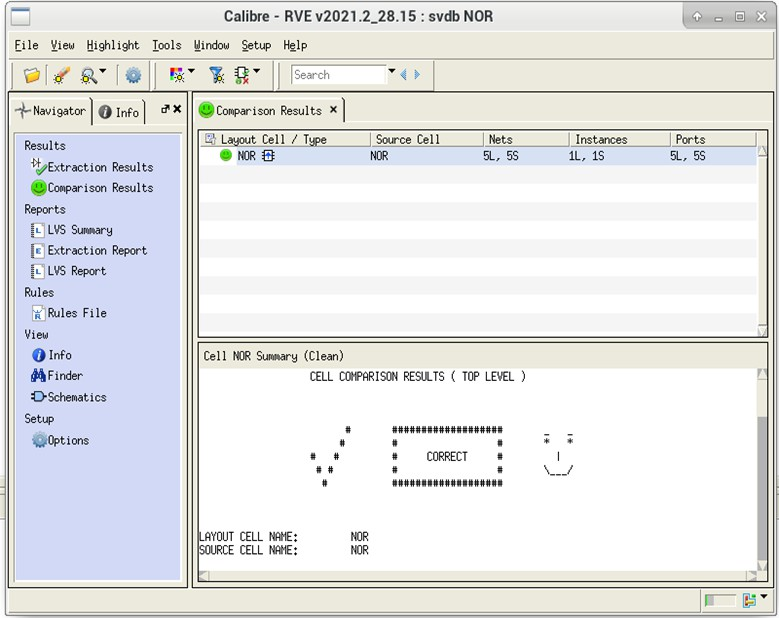 Calibre - RVE v2021.2_28.15 : svdb NOR
File View Highlight Tools Window Setup Help
Search
Navigator Info
Results
Extraction Results
Comparison Results
Reports
LVS Summary
Extraction Report
LVS Report
Rules
Rules File
View
Info
Finder
Schematics
Setup
Options
Comparison Results
Layout Cell / Type Source Cell Nets Instances Ports
NOR NOR 5L, 5S 1L, 1S 5L, 5S
Cell NOR Summary (Clean)
CELL COMPARISON RESULTS ( TOP LEVEL )
CORRECT
LAYOUT CELL NAME: NOR
SOURCE CELL NAME: NOR